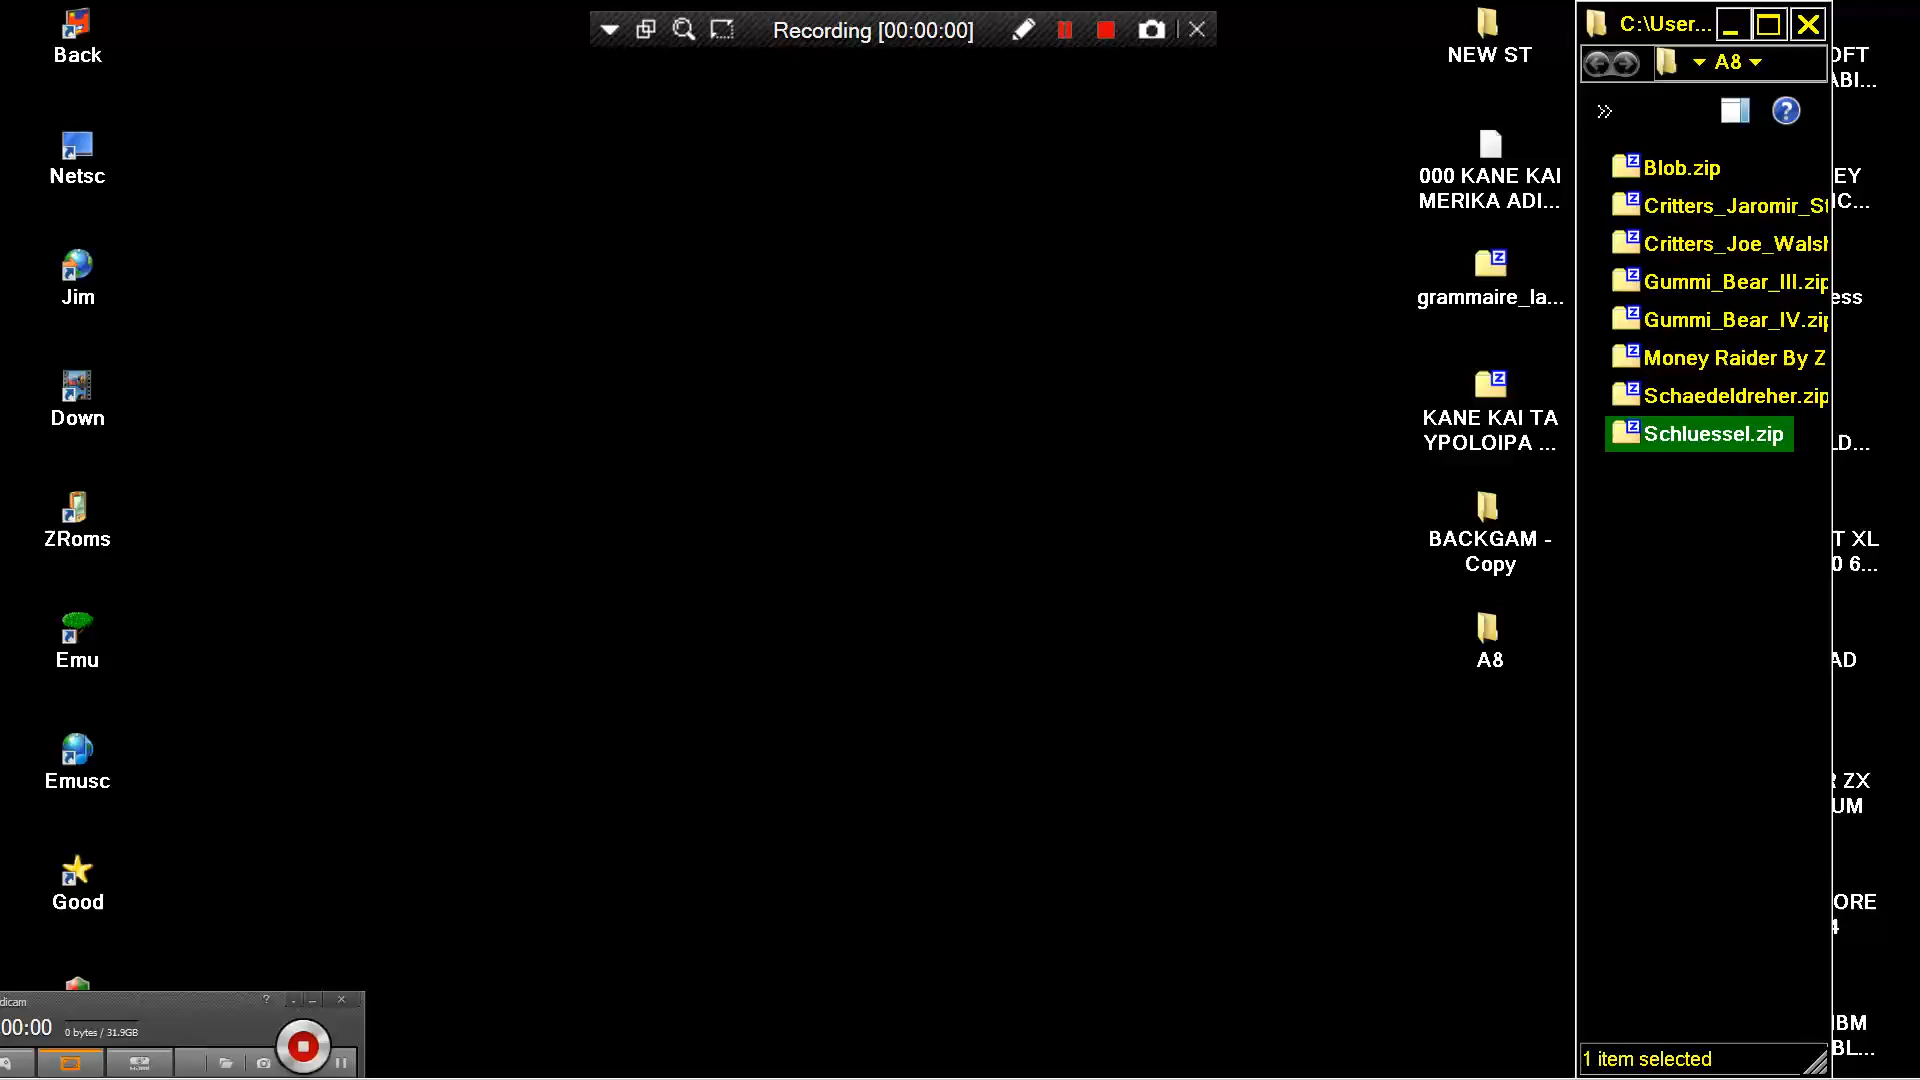 Back
Netsc
Jim
Down
ZRoms
Emu
Emusc
Good
Recording [00:00:00]
NEW ST
000 KANE KAI
MERIKA ADI...
grammaire_la...
KANE KAI TA
YPOLOIPA ...
BACKGAM -
Copy
A8
C:\User...
A8
Blob.zip
Critters_Jaromir_St
Critters_Joe_Walsh
Gummi_Bear_III.zip
Gummi_Bear_IV.zip
Money Raider By Z
Schaedeldreher.zip
Schluessel.zip
1 item selected
OFT
ABI...
EY
IC...
ess
LD...
T XL
0 6...
AD
R ZX
UM
ORE
4
IBM
BL...
dicam
00:00
0 bytes / 31.9GB